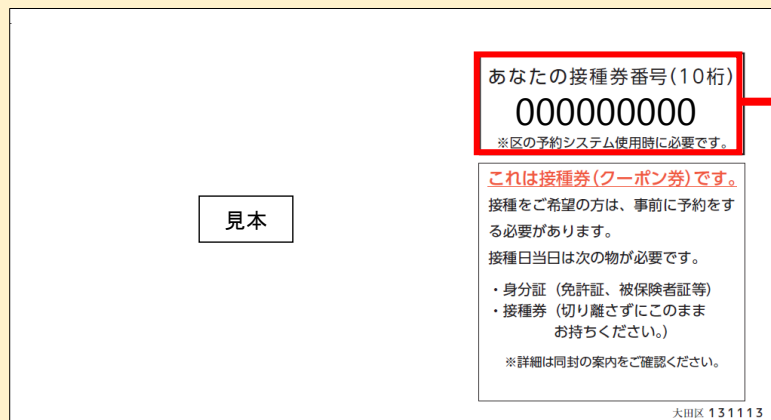 あなたの接種券番号(10桁)
000000000
※区の予約システム使用時に必要です。
これは接種券(クーポン券)です。
接種をご希望の方は、事前に予約をす
る必要があります。
接種日当日は次の物が必要です。
・身分証（免許証、被保険者証等）
・接種券（切り離さずにこのまま
お持ちください。）
※詳細は同封の案内をご確認ください。
見本
大田区 131113